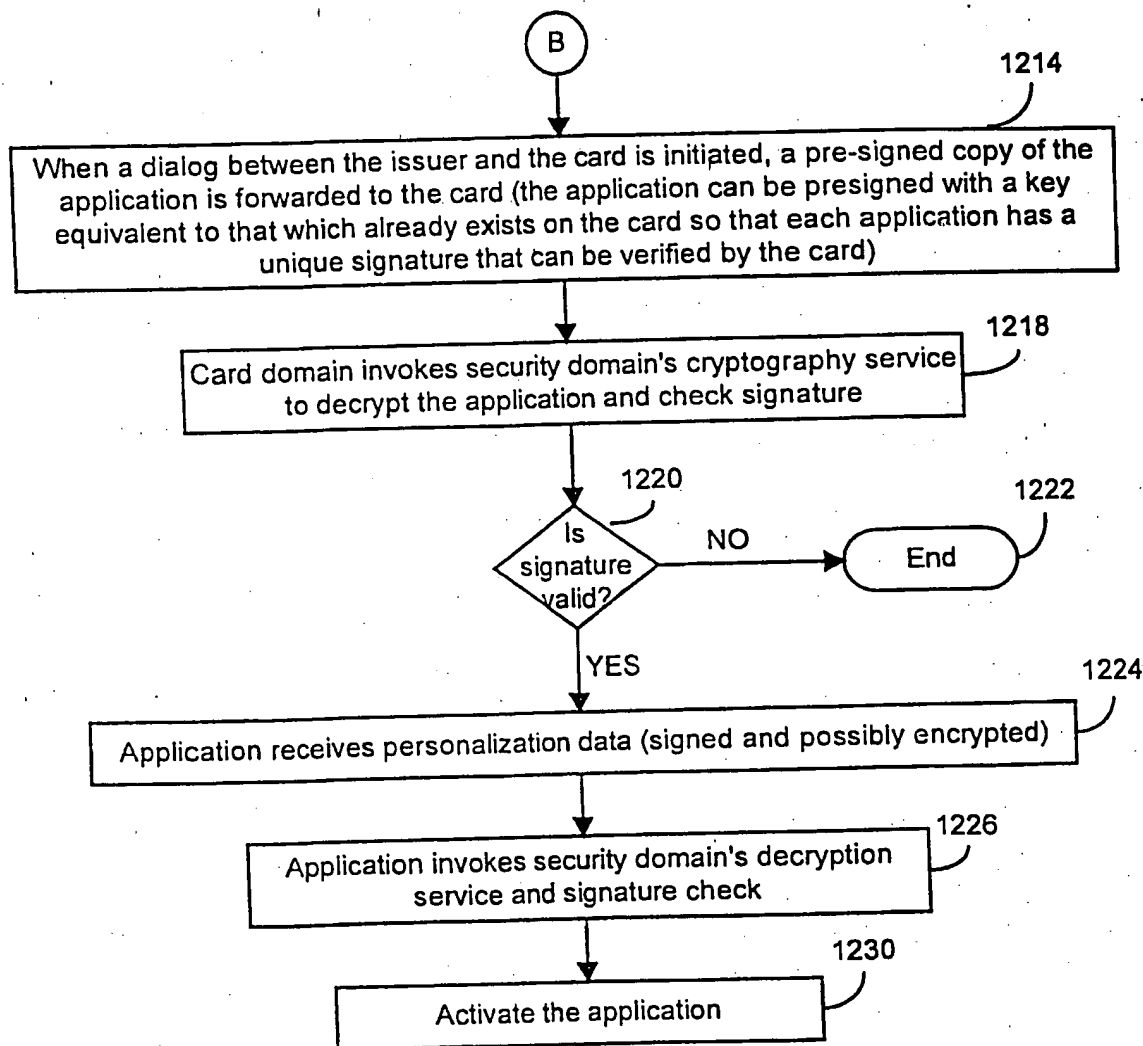 B
1214
When a dialog between the issuer and the card is initiated, a pre-signed copy of the
application is forwarded to the card (the application can be presigned with a key
equivalent to that which already exists on the card so that each application has a
unique signature that can be verified by the card)
1218
Card domain invokes security domain's cryptography service
to decrypt the application and check signature
1220
1222
Is
signature
valid?
NO
End
YES
1224
Application receives personalization data (signed and possibly encrypted)
1226
Application invokes security domain's decryption
service and signature check
1230
Activate the application